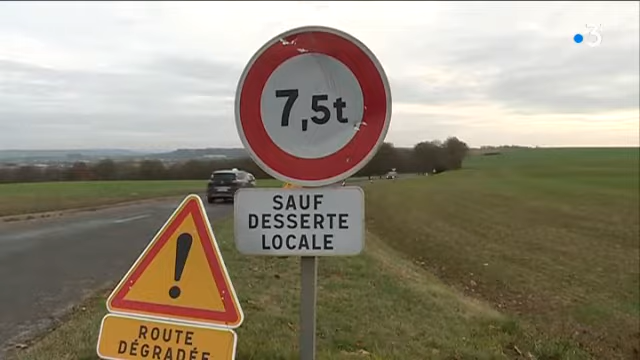 3
7,5t
SAUF
DESSERTE
LOCALE
ROUTE
DÉGRADÉE